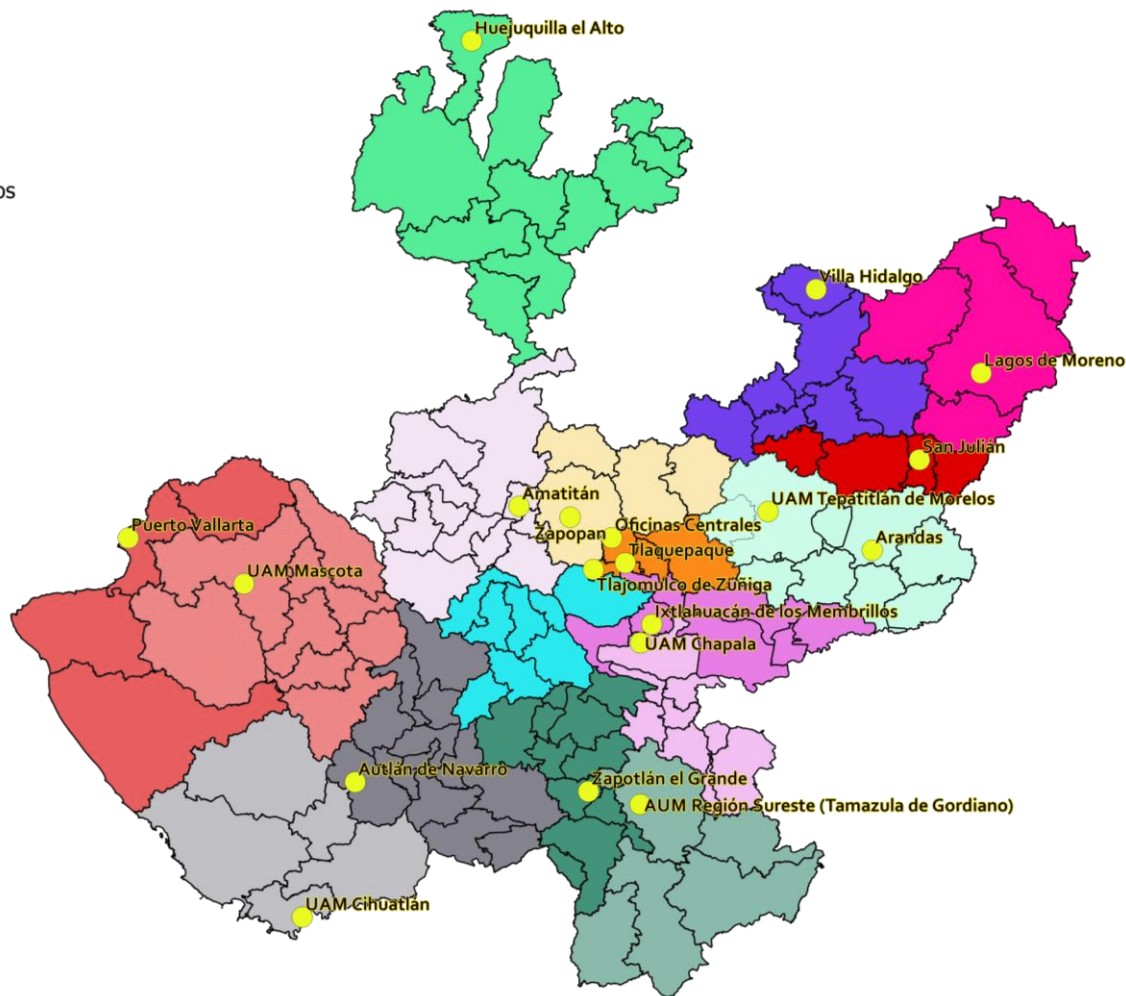 Huejuquilla el Alto
os
Villa Hidalgo
Lagos de Moreno
San Julián
Amatitán
UAM Tepatitlán de Morelos
Puerto Vallarta
Oficinas Centrales
Zapopan
Arandas
Tlaquepaque
UAM Mascota
Tlajomulco de Zúñiga
Ixtlahuacán de los Membrillos
UAM Chapala
Autlán de Navarro
Zapotlán el Grande
AUM Región Sureste (Tamazula de Gordiano)
UAM Cihuatlán